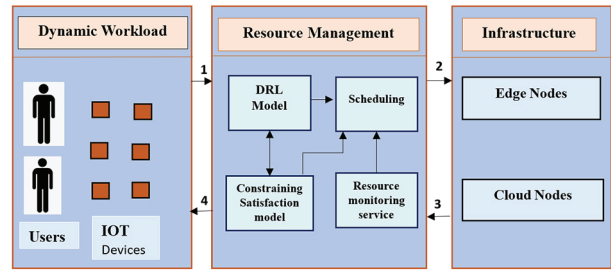 Dynamic Workload
Users
IOT
Devices
1
4
Resource Management
DRL
Model
Scheduling
Constraining
Satisfaction
model
Resource
monitoring
service
2
3
Infrastructure
Edge Nodes
Cloud Nodes